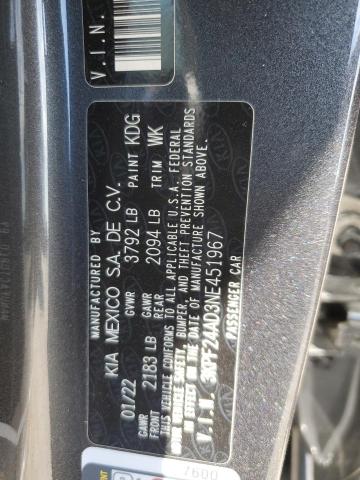 V.I.N.
MANUFACTURED BY
KIA MEXICO S.A. DE C.V.
01/22 GVWR 3792 LB PAINT KDG
GAWR FRONT 2183 LB GAWR REAR 2094 LB TRIM WK
THIS VEHICLE CONFORMS TO ALL APPLICABLE U.S.A. FEDERAL
MOTOR VEHICLE SAFETY, BUMPER, AND THEFT PREVENTION STANDARDS
IN EFFECT ON THE DATE OF MANUFACTURE SHOWN ABOVE.
V.I.N. 3KPF24AD3NE451967
PASSENGER CAR
7600